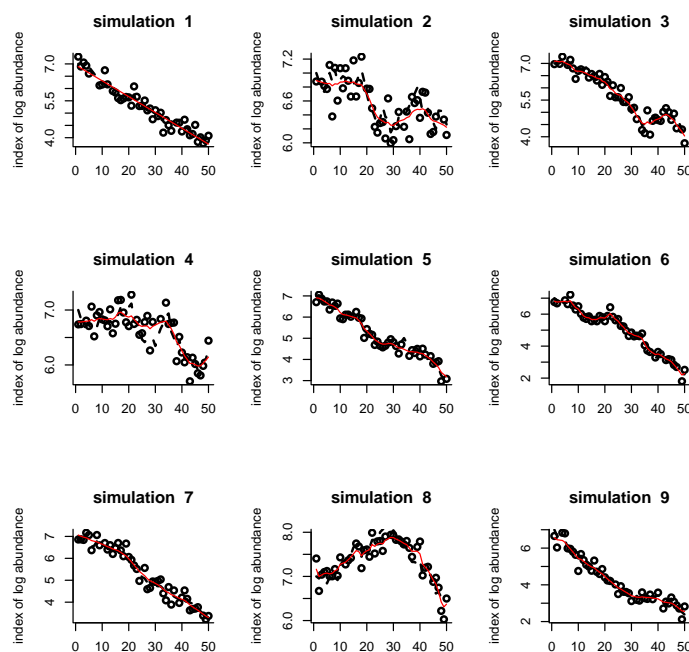 simulation 1
index of log abundance
7.0
5.5
4.0
0 10 20 30 40 50
simulation 2
index of log abundance
7.2
6.6
6.0
0 10 20 30 40 50
simulation 3
index of log abundance
7.0
5.5
4.0
0 10 20 30 40 50
simulation 4
index of log abundance
7.0
6.0
0 10 20 30 40 50
simulation 5
index of log abundance
7
6
5
4
3
0 10 20 30 40 50
simulation 6
index of log abundance
6
4
2
0 10 20 30 40 50
simulation 7
index of log abundance
7
6
5
4
0 10 20 30 40 50
simulation 8
index of log abundance
8.0
7.0
6.0
0 10 20 30 40 50
simulation 9
index of log abundance
6
4
2
0 10 20 30 40 50